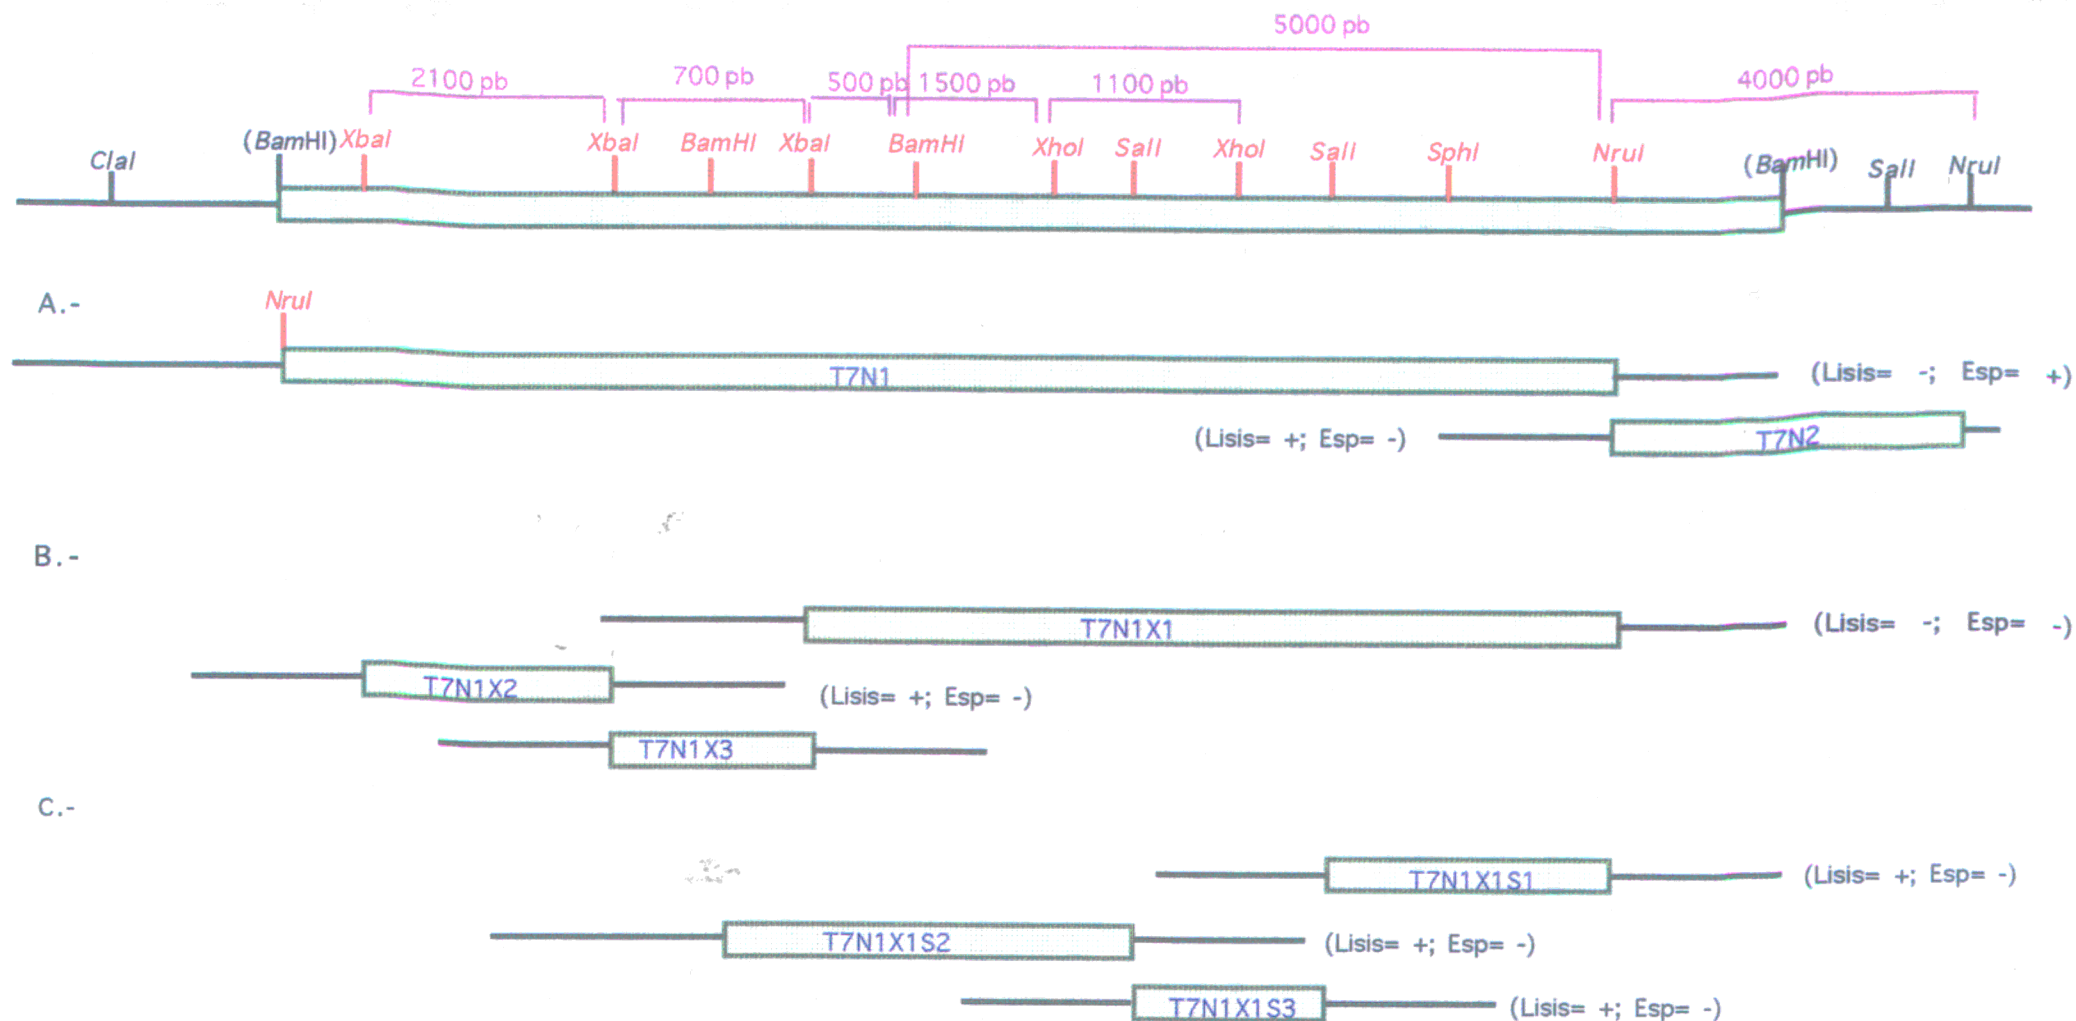 5000 pb
2100 pb 700 pb 500 pb 1500 pb 1100 pb 4000 pb
ClaI (BamHI) XbaI XbaI BamHI XbaI BamHI XhoI SalI XhoI SalI SphI NruI (BamHI) SalI NruI
A.- NruI
T7N1 (Lisis= -; Esp= +)
(Lisis= +; Esp= -) T7N2
B.-
T7N1X1 (Lisis= -; Esp= -)
T7N1X2 (Lisis= +; Esp= -)
T7N1X3
C.-
T7N1X1S1 (Lisis= +; Esp= -)
T7N1X1S2 (Lisis= +; Esp= -)
T7N1X1S3 (Lisis= +; Esp= -)